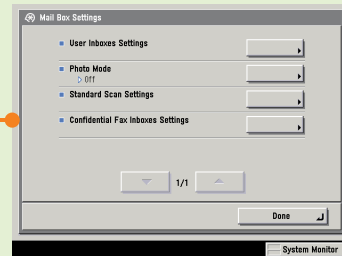 Mail Box Settings
User Inboxes Settings
Photo Mode
Off
Standard Scan Settings
Confidential Fax Inboxes Settings
1/1
Done
System Monitor